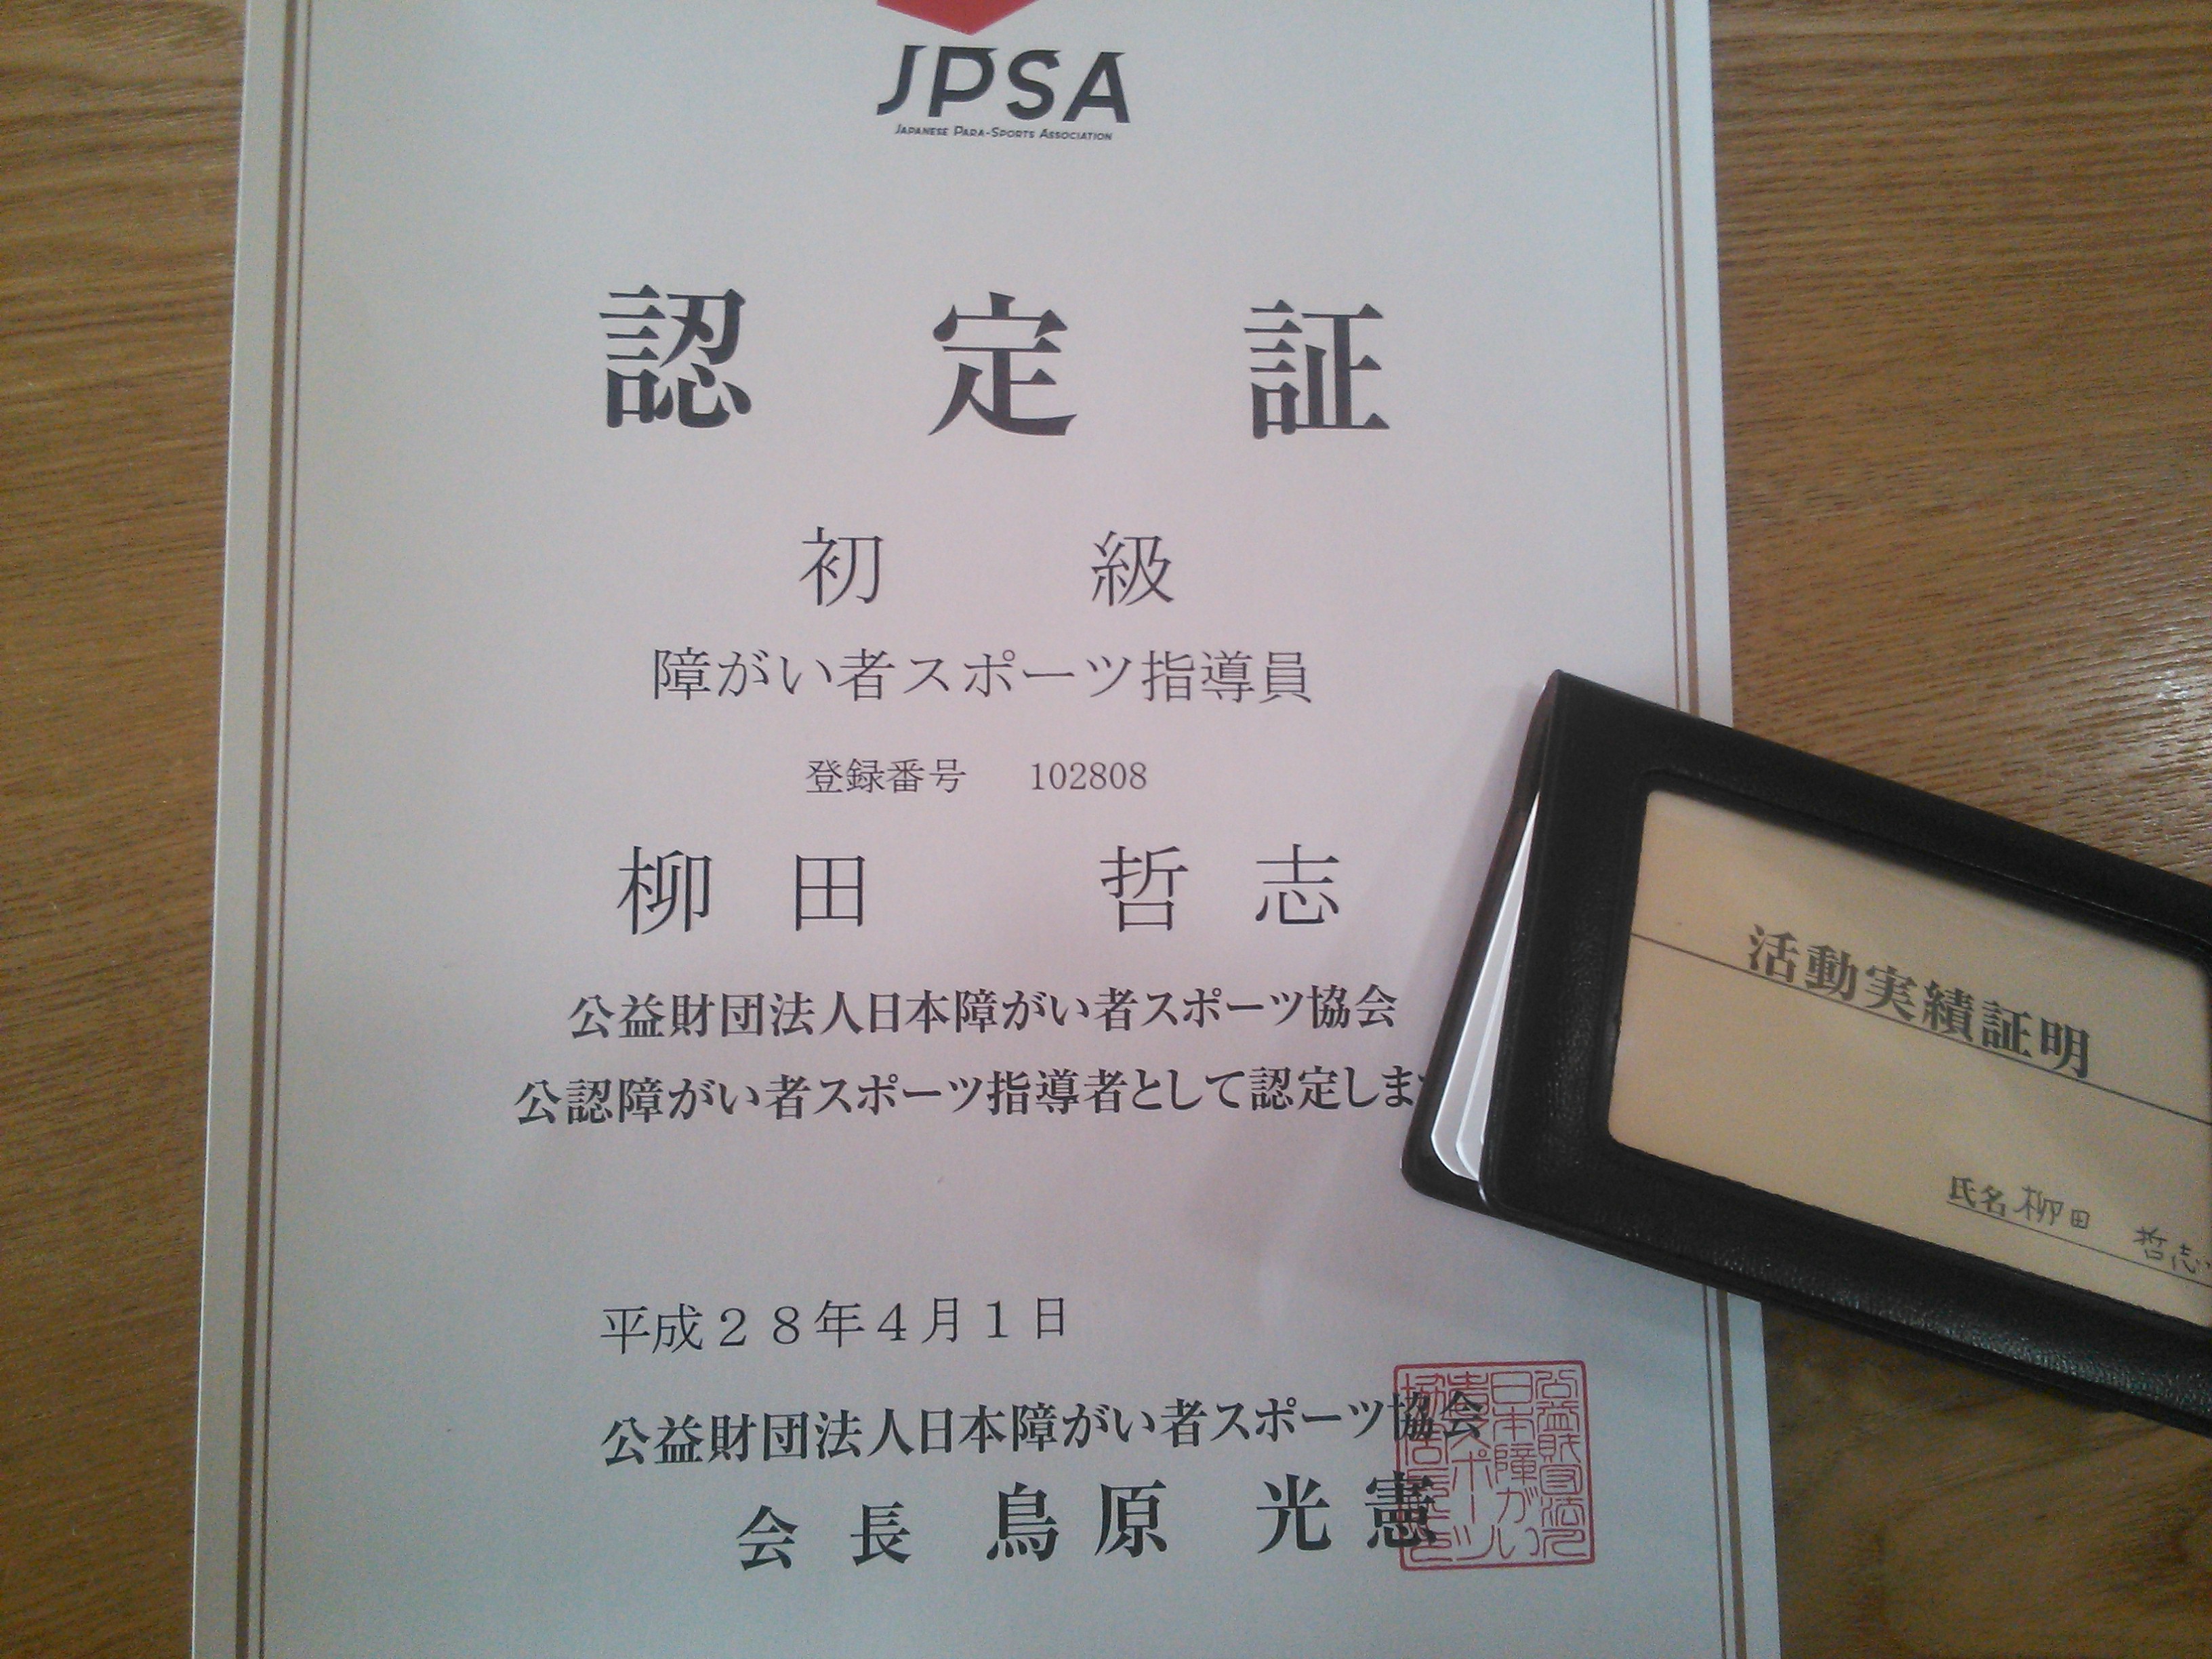 JPSA
JAPANESE PARA-SPORTS ASSOCIATION
認定証
初級
障がい者スポーツ指導員
登録番号 102808
柳田 哲志
公益財団法人日本障がい者スポーツ協会
公認障がい者スポーツ指導者として認定しま
平成28年4月1日
公益財団法人日本障がい者スポーツ協会
会長 鳥原 光憲
活動実績証明
氏名 柳田 哲志